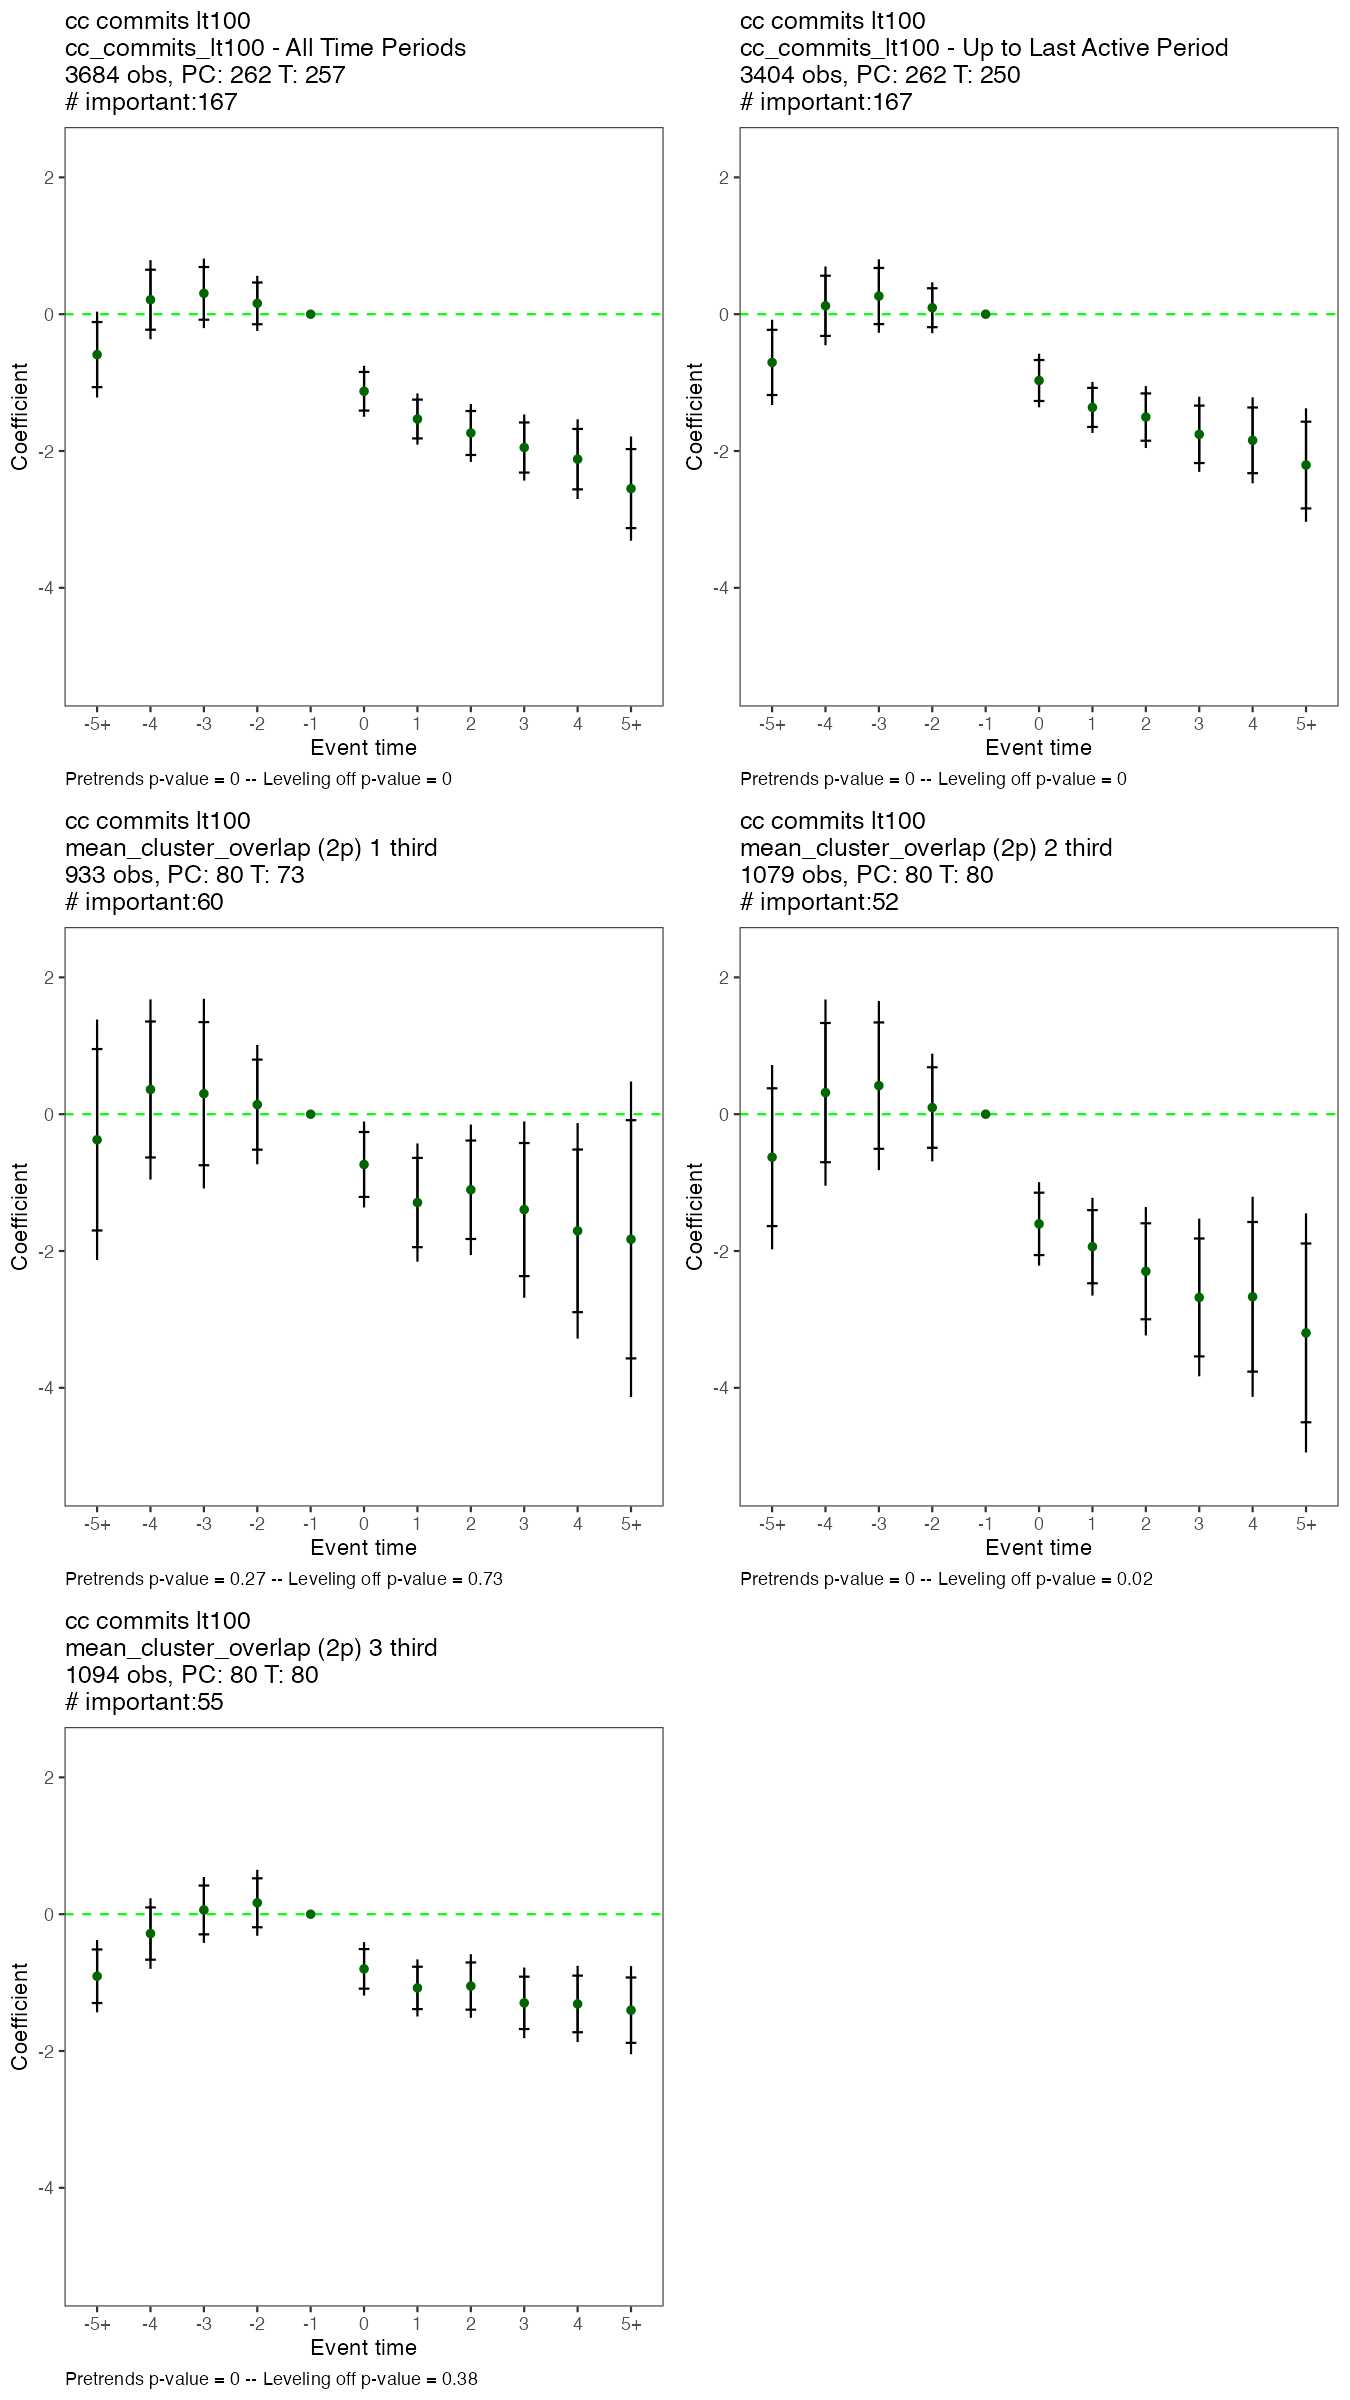 cc commits lt100
cc_commits_lt100 - All Time Periods
3684 obs, PC: 262 T: 257
# important:167
2
0
-2
-4
Coefficient
-5+ -4 -3 -2 -1 0 1 2 3 4 5+
Event time
Pretrends p-value = 0 -- Leveling off p-value = 0
cc commits lt100
cc_commits_lt100 - Up to Last Active Period
3404 obs, PC: 262 T: 250
# important:167
2
0
-2
-4
Coefficient
-5+ -4 -3 -2 -1 0 1 2 3 4 5+
Event time
Pretrends p-value = 0 -- Leveling off p-value = 0
cc commits lt100
mean_cluster_overlap (2p) 1 third
933 obs, PC: 80 T: 73
# important:60
2
0
-2
-4
Coefficient
-5+ -4 -3 -2 -1 0 1 2 3 4 5+
Event time
Pretrends p-value = 0.27 -- Leveling off p-value = 0.73
cc commits lt100
mean_cluster_overlap (2p) 2 third
1079 obs, PC: 80 T: 80
# important:52
2
0
-2
-4
Coefficient
-5+ -4 -3 -2 -1 0 1 2 3 4 5+
Event time
Pretrends p-value = 0 -- Leveling off p-value = 0.02
cc commits lt100
mean_cluster_overlap (2p) 3 third
1094 obs, PC: 80 T: 80
# important:55
2
0
-2
-4
Coefficient
-5+ -4 -3 -2 -1 0 1 2 3 4 5+
Event time
Pretrends p-value = 0 -- Leveling off p-value = 0.38